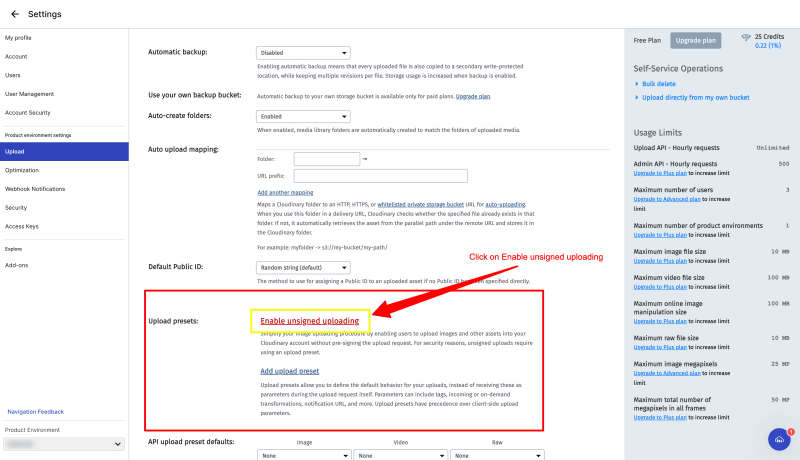 ← Settings
My profile
Account
Users
User Management
Account Security
Product environment settings
Upload
Optimization
Webhook Notifications
Security
Access Keys
Explore
Add-ons
Navigation Feedback
Product Environment
Automatic backup:
Disabled
Enabling automatic backup means that every uploaded file is also copied to a secondary write-protected
location, while keeping multiple revisions per file. Storage usage is increased when backup is enabled.
Use your own backup bucket:
Automatic backup to your own storage bucket is available only for paid plans. Upgrade plan.
Auto-create folders:
Enabled
When enabled, media library folders are automatically created to match the folders of uploaded media.
Auto upload mapping:
Folder: →
URL prefix:
Add another mapping
Maps a Cloudinary folder to an HTTP, HTTPS, or whitelisted private storage bucket URL for auto-uploading.
When you use this folder in a delivery URL, Cloudinary checks whether the specified file already exists in that
folder. If not, it automatically retrieves the asset from the parallel path under the remote URL and stores it in
the Cloudinary folder.
For example: myfolder -> s3://my-bucket/my-path/
Click on Enable unsigned uploading
Default Public ID:
Random string (default)
The method to use for assigning a Public ID to an uploaded asset if no Public ID specified directly.
Upload presets:
Enable unsigned uploading
Simplify your image uploading procedure by enabling users to upload images and other assets into your
Cloudinary account without pre-signing the upload request. For security reasons, unsigned uploads require
using an upload preset.
Add upload preset
Upload presets allow you to define the default behavior for your uploads, instead of receiving these as
parameters during the upload request itself. Parameters can include tags, incoming or on-demand
transformations, notification URL, and more. Upload presets have precedence over client-side upload
parameters.
API upload preset defaults:
Image Video Raw
None None None
Free Plan Upgrade plan 25 Credits
0.22 (1%)
Self-Service Operations
Bulk delete
Upload directly from my own bucket
Usage Limits
Upload API - Hourly requests Unlimited
Admin API - Hourly requests 500
Upgrade to Plus plan to increase limit
Maximum number of users 3
Upgrade to Advanced plan to increase
limit
Maximum number of product environments 1
Upgrade to Plus plan to increase limit
Maximum image file size 10 MB
Upgrade to Plus plan to increase limit
Maximum video file size 100 MB
Upgrade to Plus plan to increase limit
Maximum online image 100 MB
manipulation size
Upgrade to Plus plan to increase limit
Maximum raw file size 10 MB
Upgrade to Plus plan to increase limit
Maximum image megapixels 25 MP
Upgrade to Advanced plan to increase
limit
Maximum total number of 50 MP
megapixels in all frames
Upgrade to Plus plan to increase limit
1